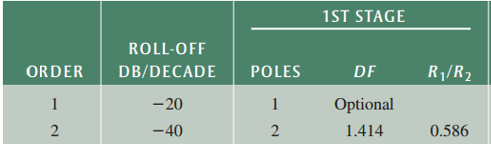 1ST STAGE
ROLL-OFF
ORDER DB/DECADE POLES DF R₁/R₂
1 −20 1 Optional
2 −40 2 1.414 0.586